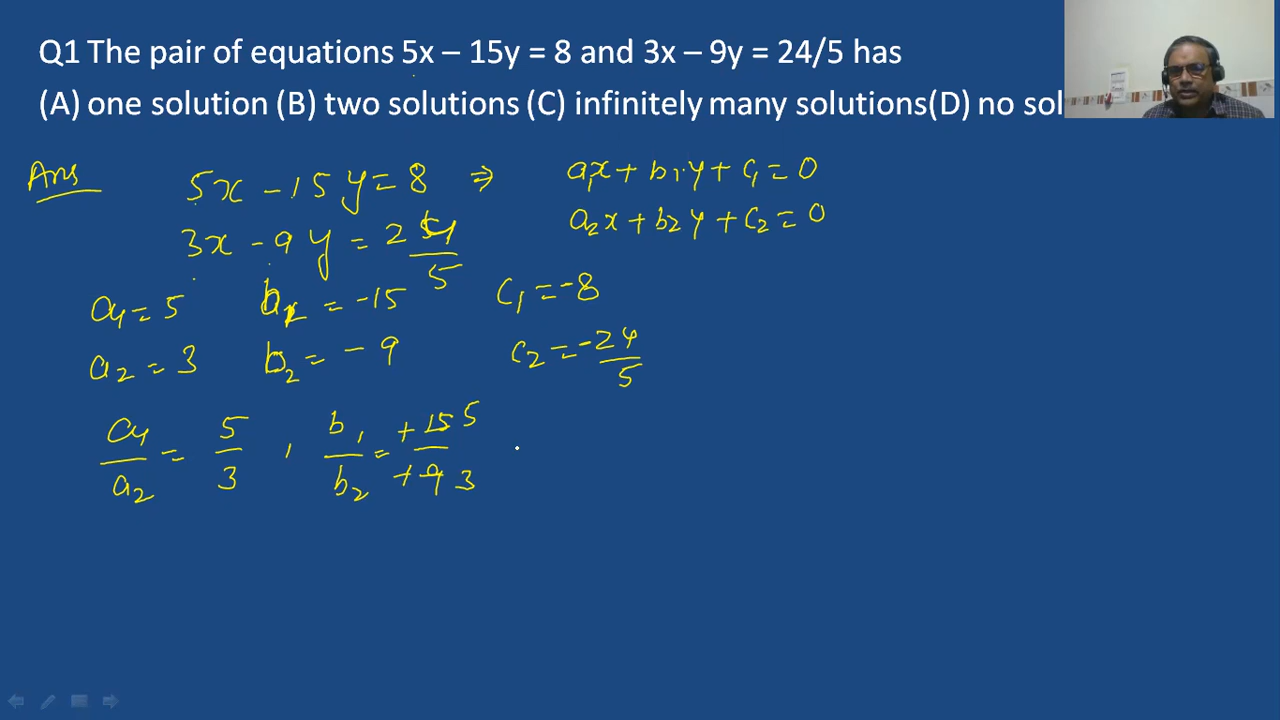 Q1 The pair of equations 5x – 15y = 8 and 3x – 9y = 24/5 has
(A) one solution (B) two solutions (C) infinitely many solutions(D) no sol
Ans 5x - 15y = 8 ⇒ a₁x + b₁y + c₁ = 0
3x - 9y = 24/5 a₂x + b₂y + c₂ = 0
a₁ = 5 b₁ = -15 c₁ = -8
a₂ = 3 b₂ = -9 c₂ = -24/5
a₁/a₂ = 5/3 , b₁/b₂ = +15/+9 5/3